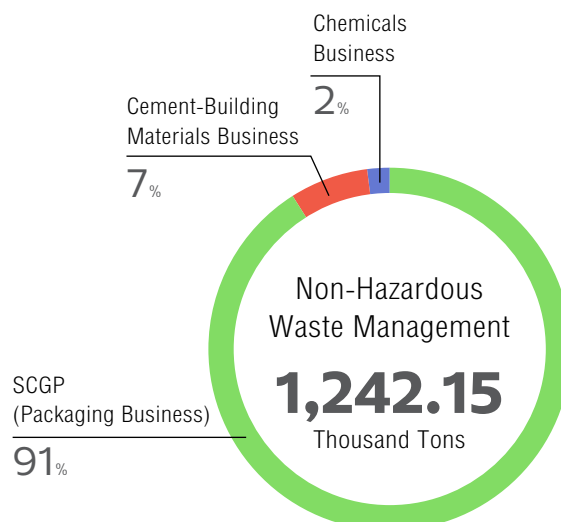 Chemicals
Business
2%
Cement-Building
Materials Business
7%
Non-Hazardous
Waste Management
1,242.15
Thousand Tons
SCGP
(Packaging Business)
91%